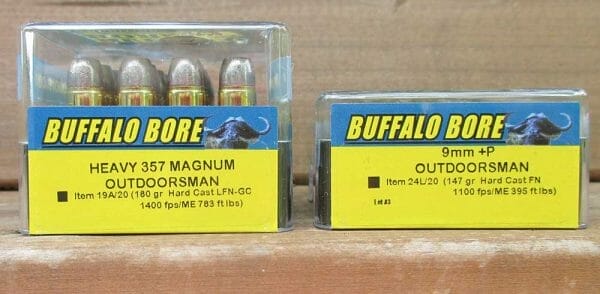 BUFFALO BORE
HEAVY 357 MAGNUM
OUTDOORSMAN
Item 19A/20 (180 gr Hard Cast LFN-GC
1400 fps/ME 783 ft lbs)
BUFFALO BORE
9mm +P
OUTDOORSMAN
Item 24L/20 (147 gr Hard Cast FN
1100 fps/ME 395 ft lbs)
Lot A3